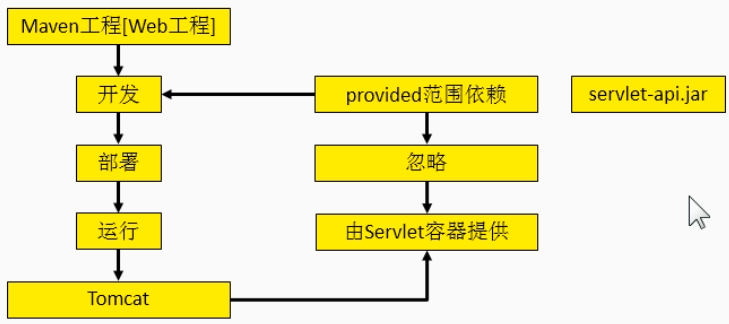 Maven工程[Web工程]
开发
provided范围依赖
servlet-api.jar
部署
忽略
运行
由Servlet容器提供
Tomcat